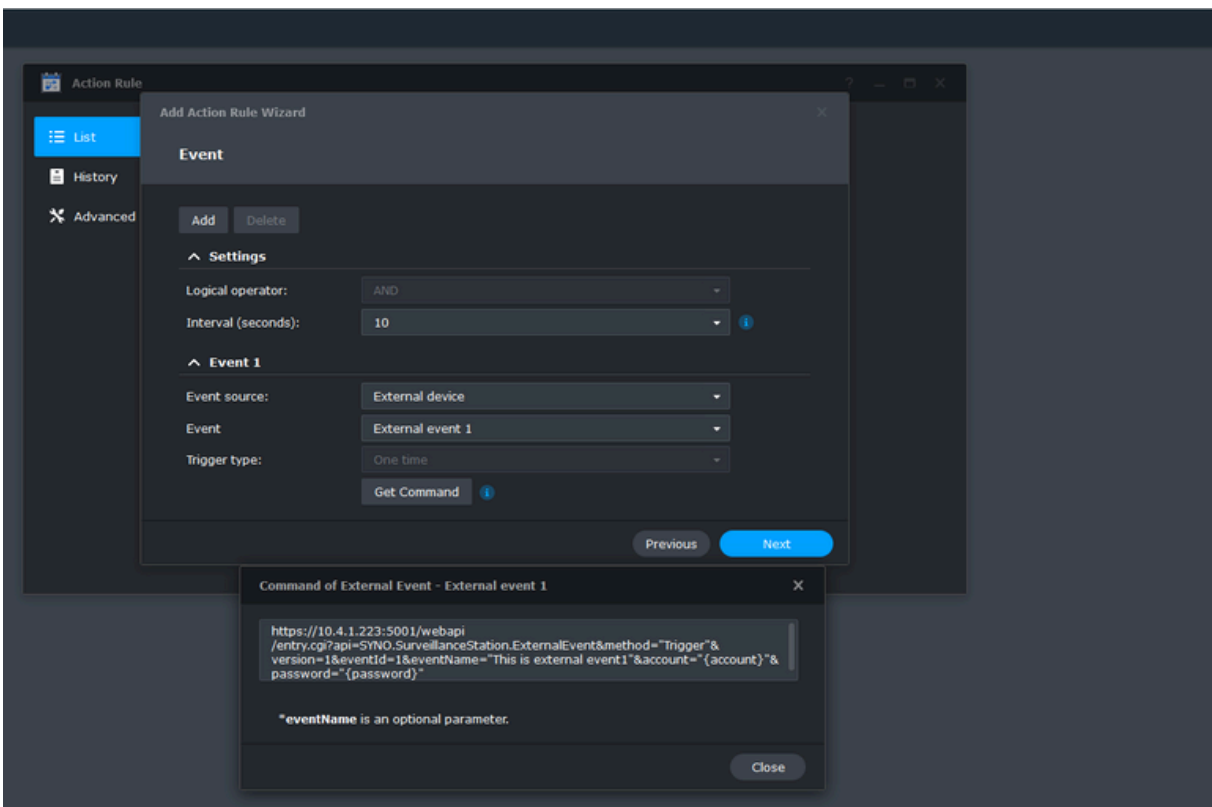 Action Rule
?
Add Action Rule Wizard
List
Event
History
Advanced
Add Delete
Settings
Logical operator: AND
Interval (seconds): 10
Event 1
Event source: External device
Event External event 1
Trigger type: One time
Get Command
Previous Next
Command of External Event - External event 1
https://10.4.1.223:5001/webapi
/entry.cgi?api=SYNO.SurveillanceStation.ExternalEvent&method="Trigger"&
version=1&eventId=1&eventName="This is external event1"&account="{account}"&
password="{password}"
*eventName is an optional parameter.
Close